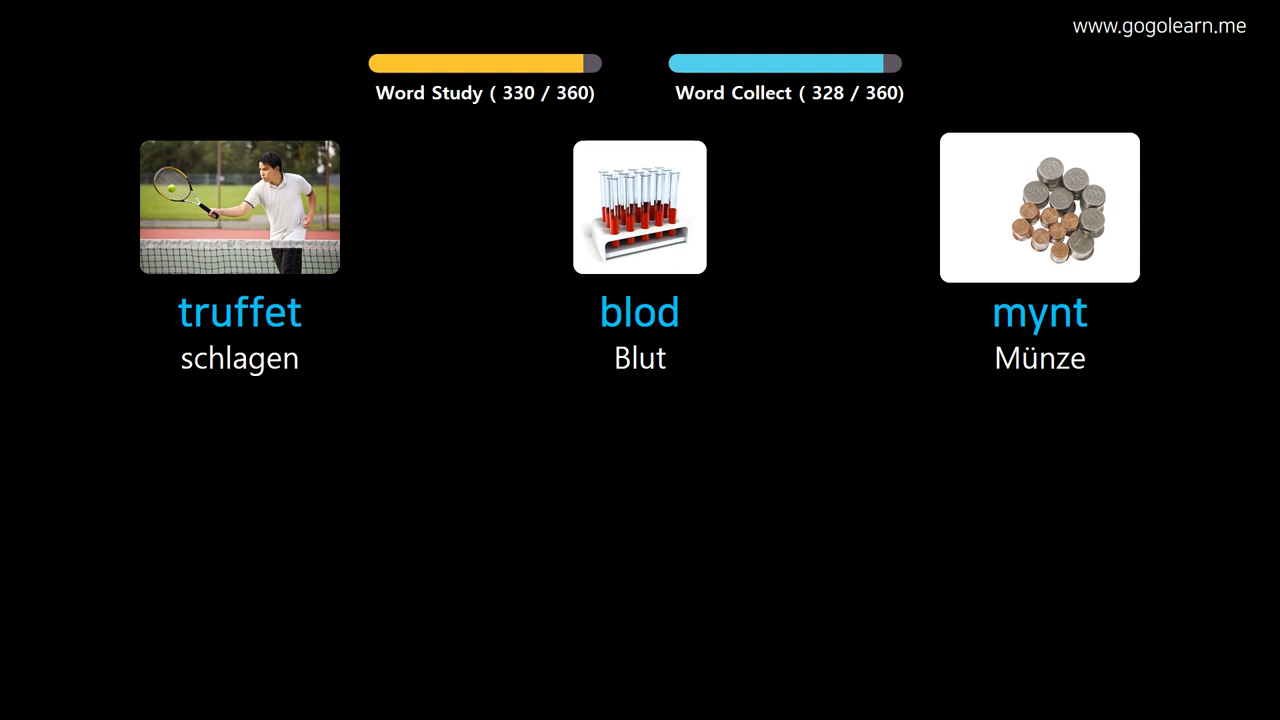 www.gogolearn.me
Word Study ( 330 / 360)
Word Collect ( 328 / 360)
truffet
blod
mynt
schlagen
Blut
Münze